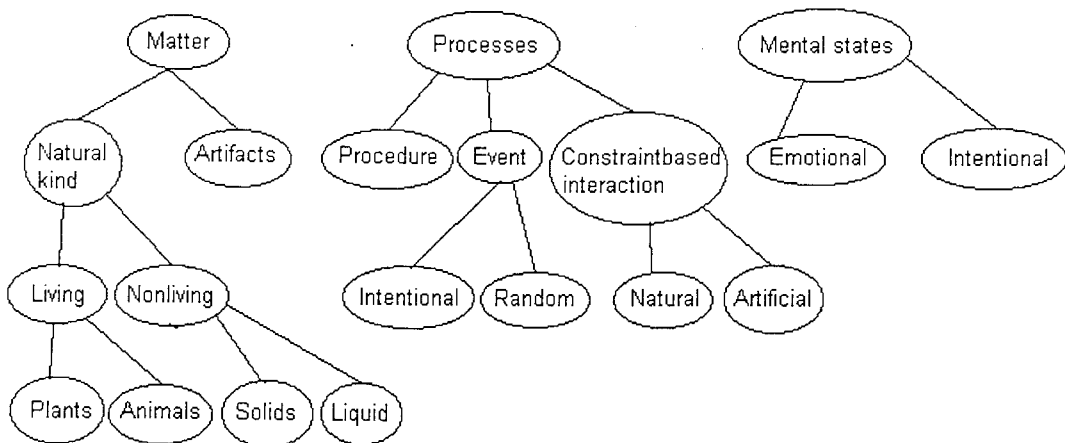 Matter
Processes
Mental states
Natural
kind
Artifacts
Procedure
Event
Constraintbased
interaction
Emotional
Intentional
Living
Nonliving
Intentional
Random
Natural
Artificial
Plants
Animals
Solids
Liquid